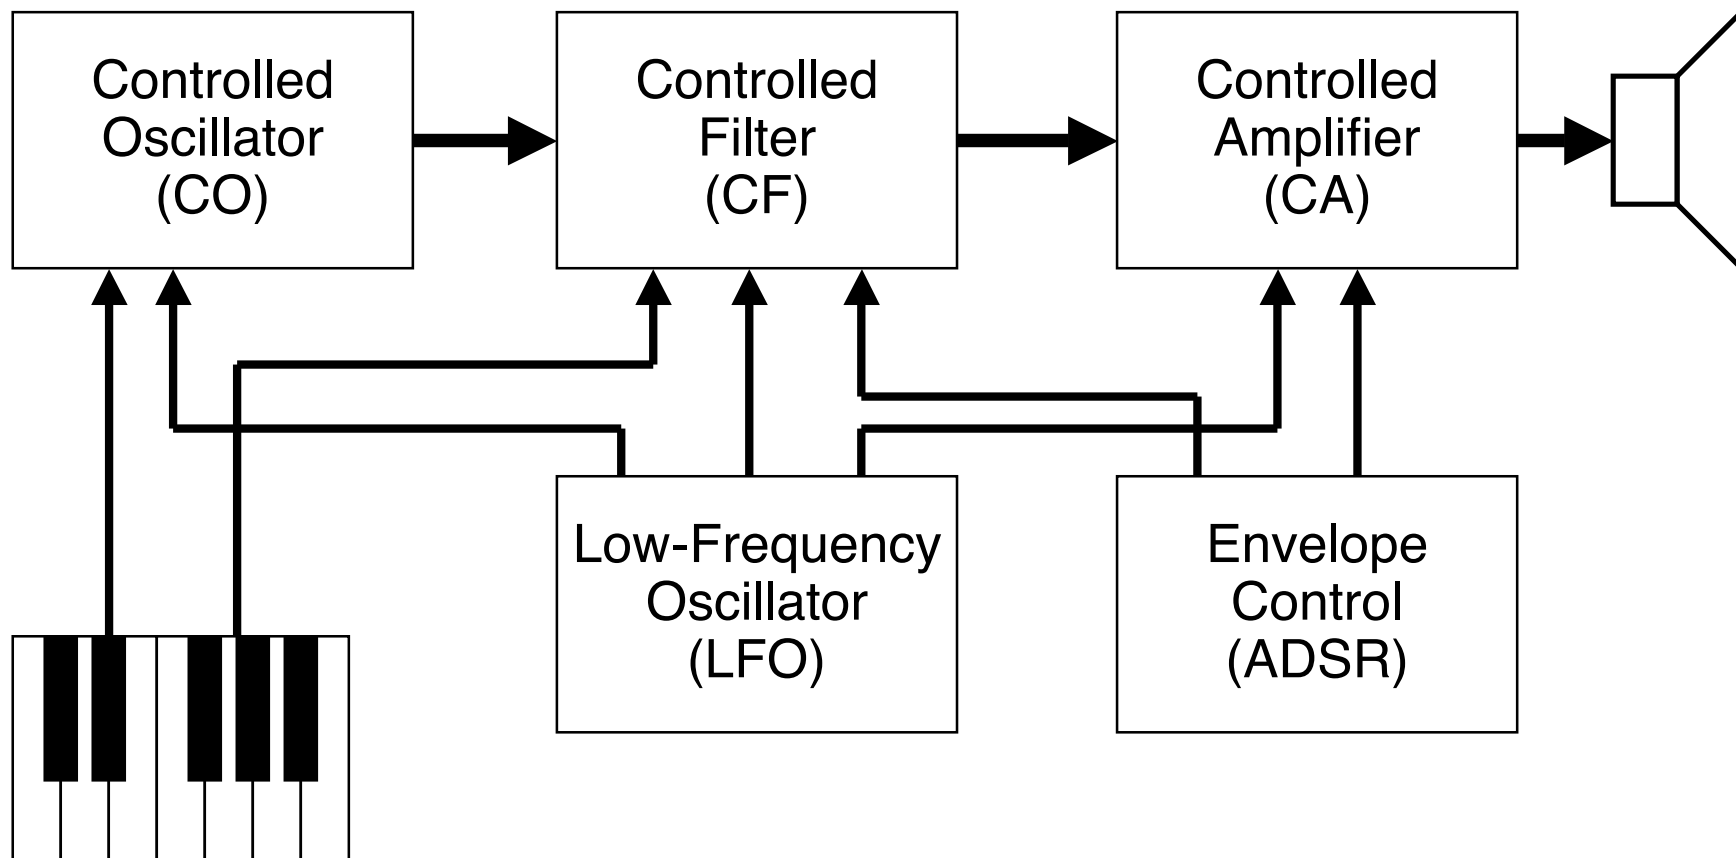 Controlled
Oscillator
(CO)
Controlled
Filter
(CF)
Controlled
Amplifier
(CA)
Low-Frequency
Oscillator
(LFO)
Envelope
Control
(ADSR)